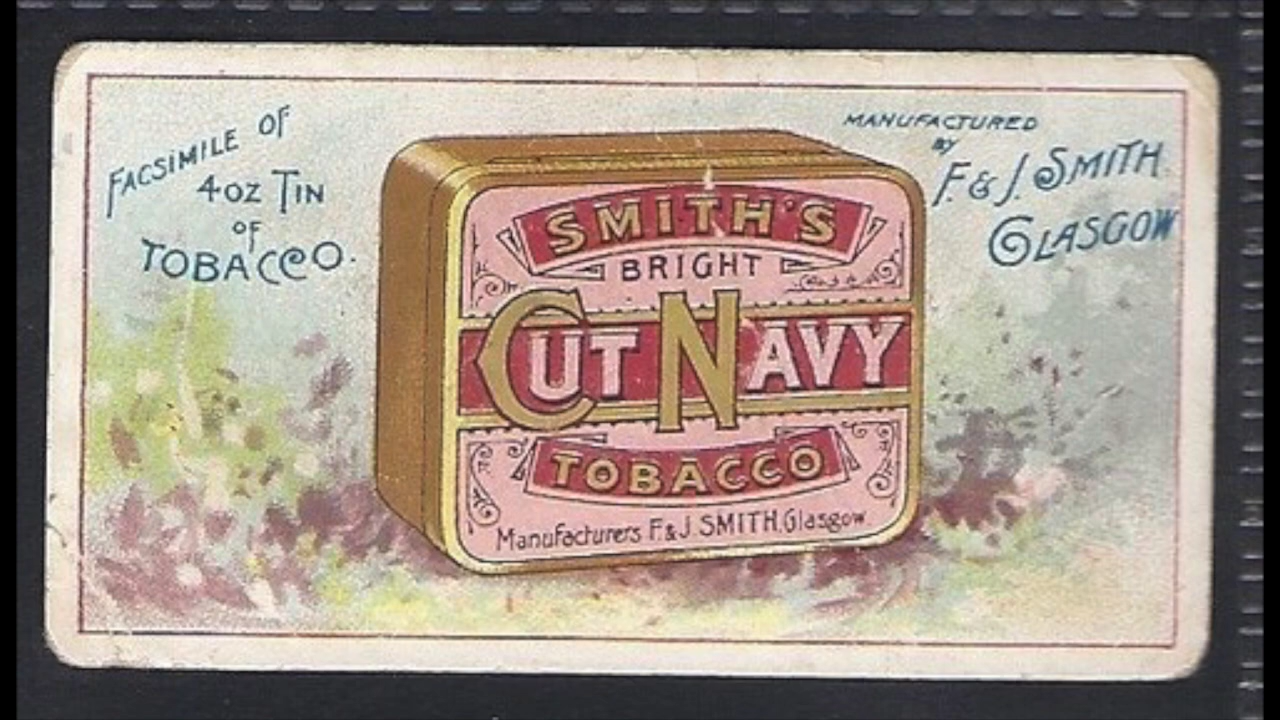 FACSIMILE OF
4OZ TIN
OF
TOBACCO.
MANUFACTURED
BY
F. & J. SMITH
GLASGOW
SMITH'S
BRIGHT
CUT NAVY
TOBACCO
Manufacturers F. & J SMITH. Glasgow